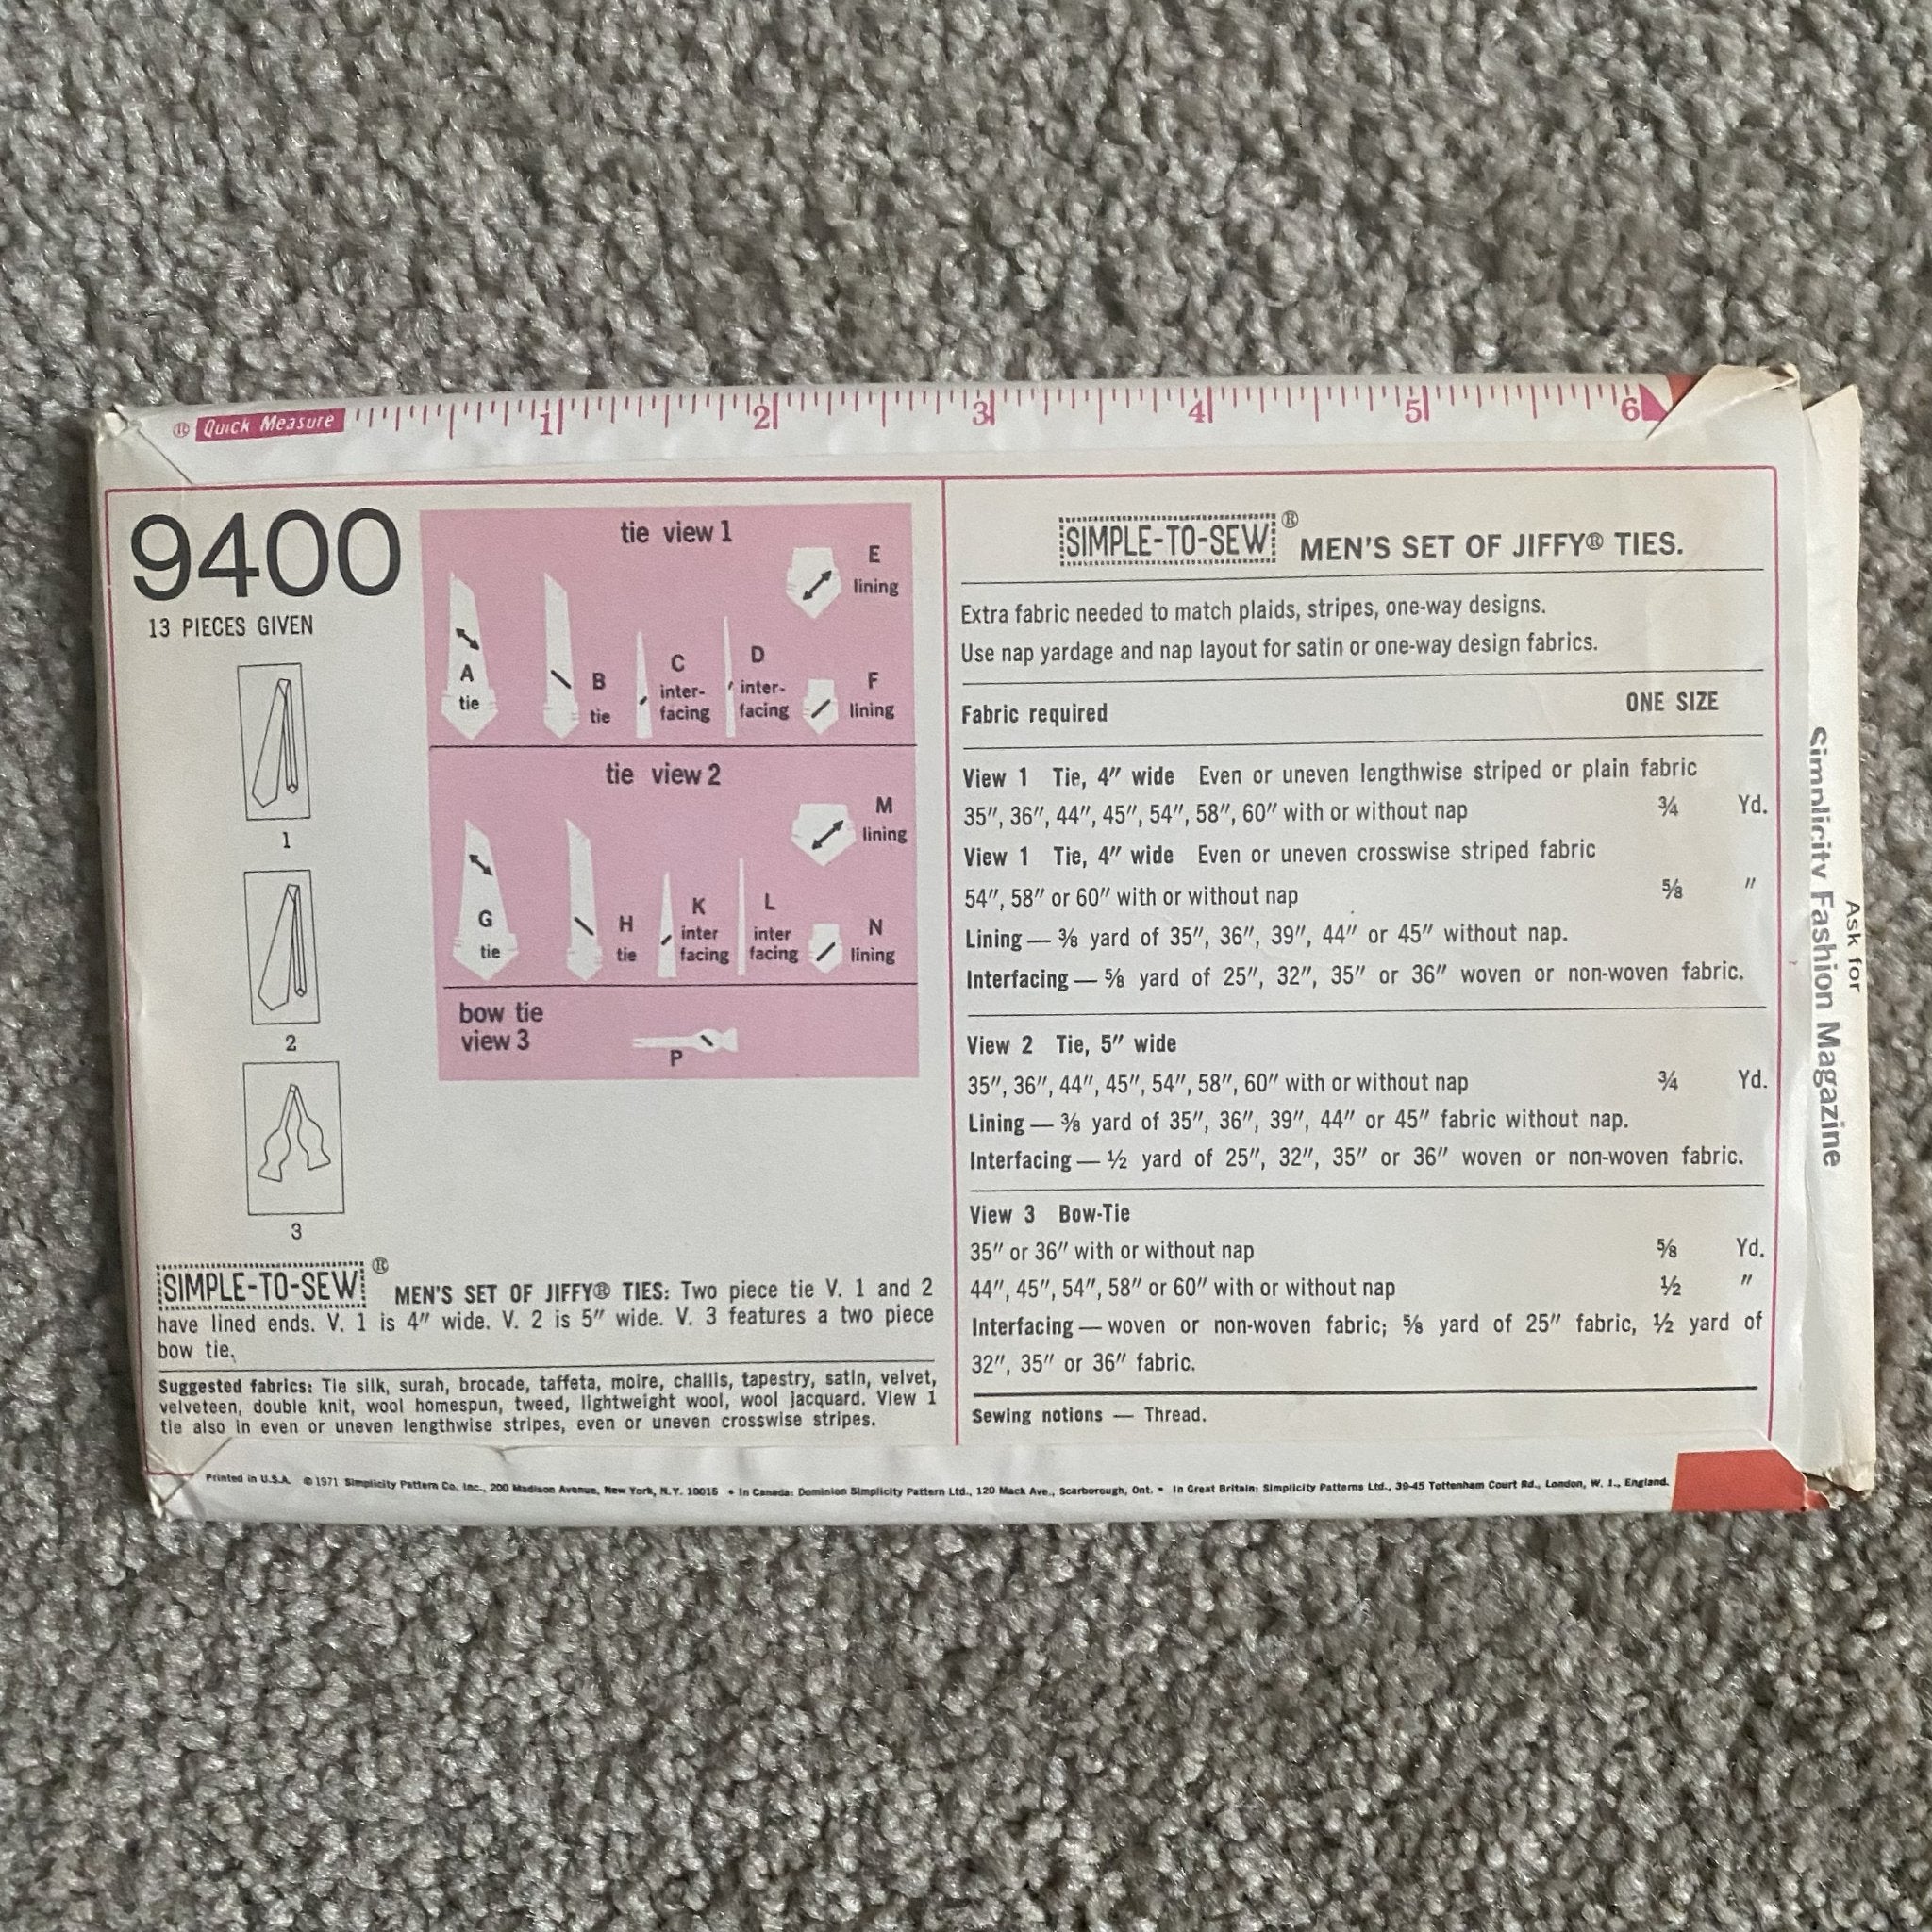 ® Quick Measure 1 2 3 4 5 6
9400
13 PIECES GIVEN
1
2
3
tie view 1
A
tie
B
tie
C
inter-
facing
D
inter-
facing
E
lining
F
lining
tie view 2
G
tie
H
tie
K
inter
facing
L
inter
facing
M
lining
N
lining
bow tie
view 3
P
SIMPLE-TO-SEW® MEN'S SET OF JIFFY® TIES: Two piece tie V. 1 and 2
have lined ends. V. 1 is 4" wide. V. 2 is 5" wide. V. 3 features a two piece
bow tie.
Suggested fabrics: Tie silk, surah, brocade, taffeta, moire, challis, tapestry, satin, velvet,
velveteen, double knit, wool homespun, tweed, lightweight wool, wool jacquard. View 1
tie also in even or uneven lengthwise stripes, even or uneven crosswise stripes.
SIMPLE-TO-SEW® MEN'S SET OF JIFFY® TIES.
Extra fabric needed to match plaids, stripes, one-way designs.
Use nap yardage and nap layout for satin or one-way design fabrics.
Fabric required ONE SIZE
View 1 Tie, 4" wide Even or uneven lengthwise striped or plain fabric
35", 36", 44", 45", 54", 58", 60" with or without nap ¾ Yd.
View 1 Tie, 4" wide Even or uneven crosswise striped fabric
54", 58" or 60" with or without nap ⅝ "
Lining — ⅜ yard of 35", 36", 39", 44" or 45" without nap.
Interfacing — ⅝ yard of 25", 32", 35" or 36" woven or non-woven fabric.
View 2 Tie, 5" wide
35", 36", 44", 45", 54", 58", 60" with or without nap ¾ Yd.
Lining — ⅜ yard of 35", 36", 39", 44" or 45" fabric without nap.
Interfacing — ½ yard of 25", 32", 35" or 36" woven or non-woven fabric.
View 3 Bow-Tie
35" or 36" with or without nap ⅝ Yd.
44", 45", 54", 58" or 60" with or without nap ½ "
Interfacing — woven or non-woven fabric; ⅝ yard of 25" fabric, ½ yard of
32", 35" or 36" fabric.
Sewing notions — Thread.
Printed in U.S.A. ©1971 Simplicity Pattern Co. Inc., 200 Madison Avenue, New York, N.Y. 10016 • In Canada: Dominion Simplicity Pattern Ltd., 120 Mack Ave., Scarborough, Ont. • In Great Britain: Simplicity Patterns Ltd., 39-45 Tottenham Court Rd., London, W. 1., England.
Ask for
Simplicity Fashion Magazine